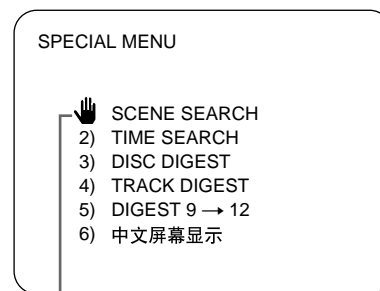 SPECIAL MENU
SCENE SEARCH
2) TIME SEARCH
3) DISC DIGEST
4) TRACK DIGEST
5) DIGEST 9 → 12
6) 中文屏幕显示